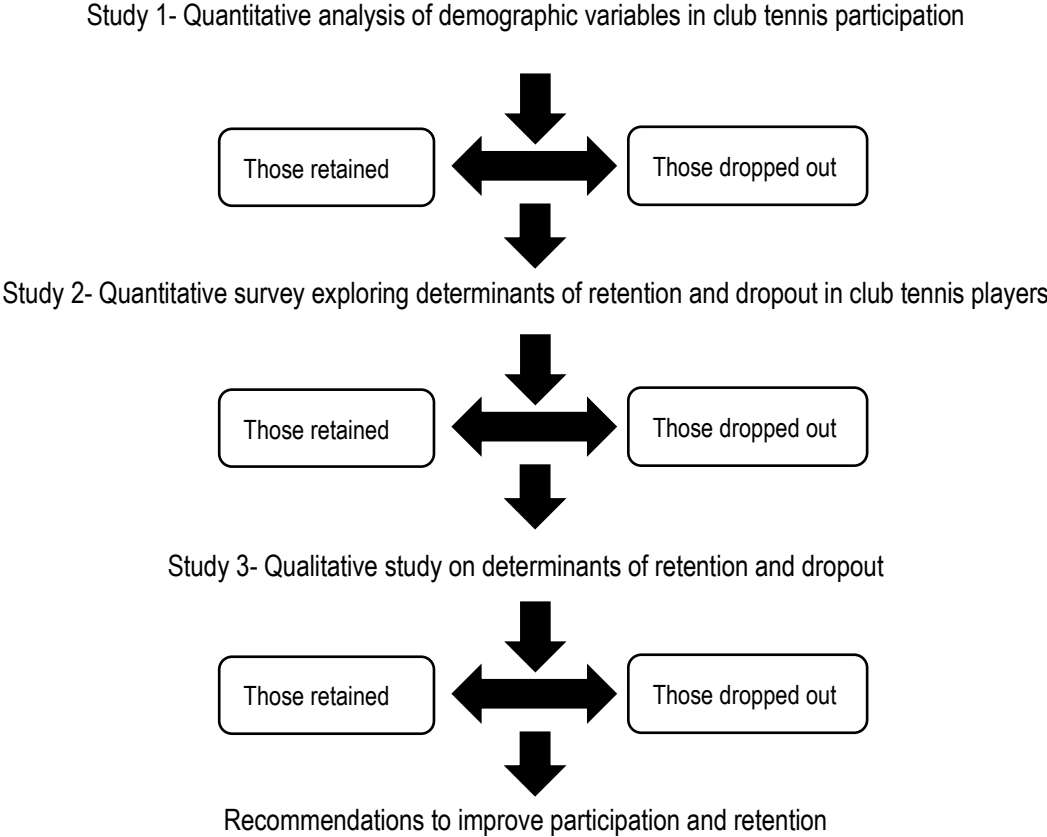 Study 1- Quantitative analysis of demographic variables in club tennis participation
Those retained
Those dropped out
Study 2- Quantitative survey exploring determinants of retention and dropout in club tennis players
Those retained
Those dropped out
Study 3- Qualitative study on determinants of retention and dropout
Those retained
Those dropped out
Recommendations to improve participation and retention